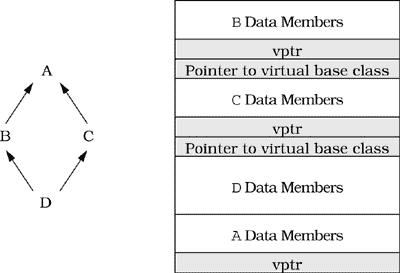 A
B
C
D
B Data Members
vptr
Pointer to virtual base class
C Data Members
vptr
Pointer to virtual base class
D Data Members
A Data Members
vptr